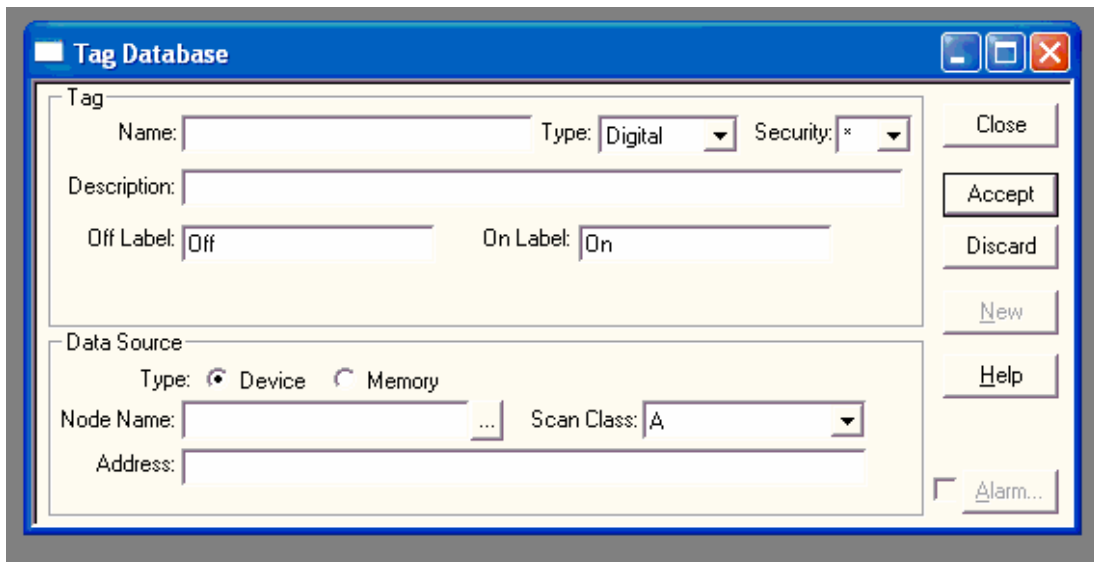 Tag Database
Tag
Name: Type: Digital Security: *
Close
Description:
Accept
Off Label: Off On Label: On
Discard
New
Data Source
Type: Device Memory
Help
Node Name: ... Scan Class: A
Address:
Alarm...